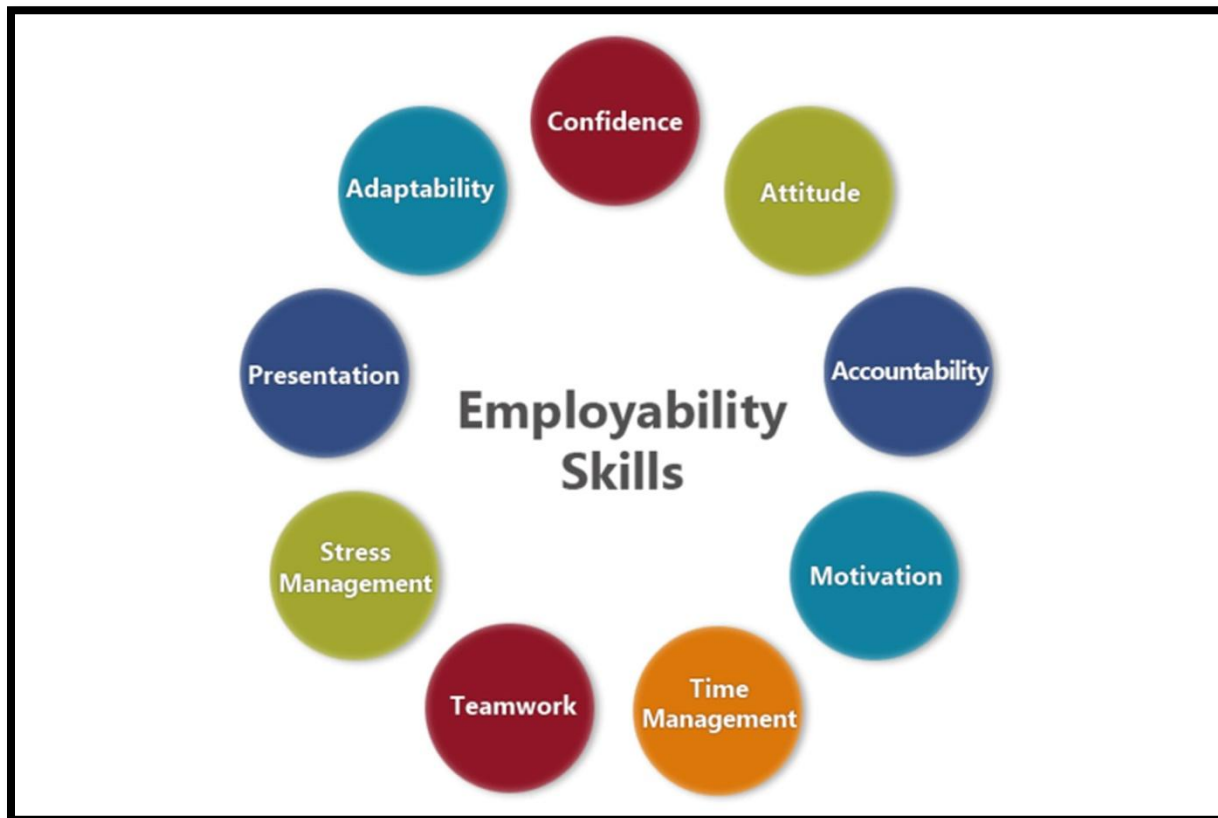 Confidence
Attitude
Accountability
Motivation
Time
Management
Teamwork
Stress
Management
Presentation
Adaptability
Employability
Skills